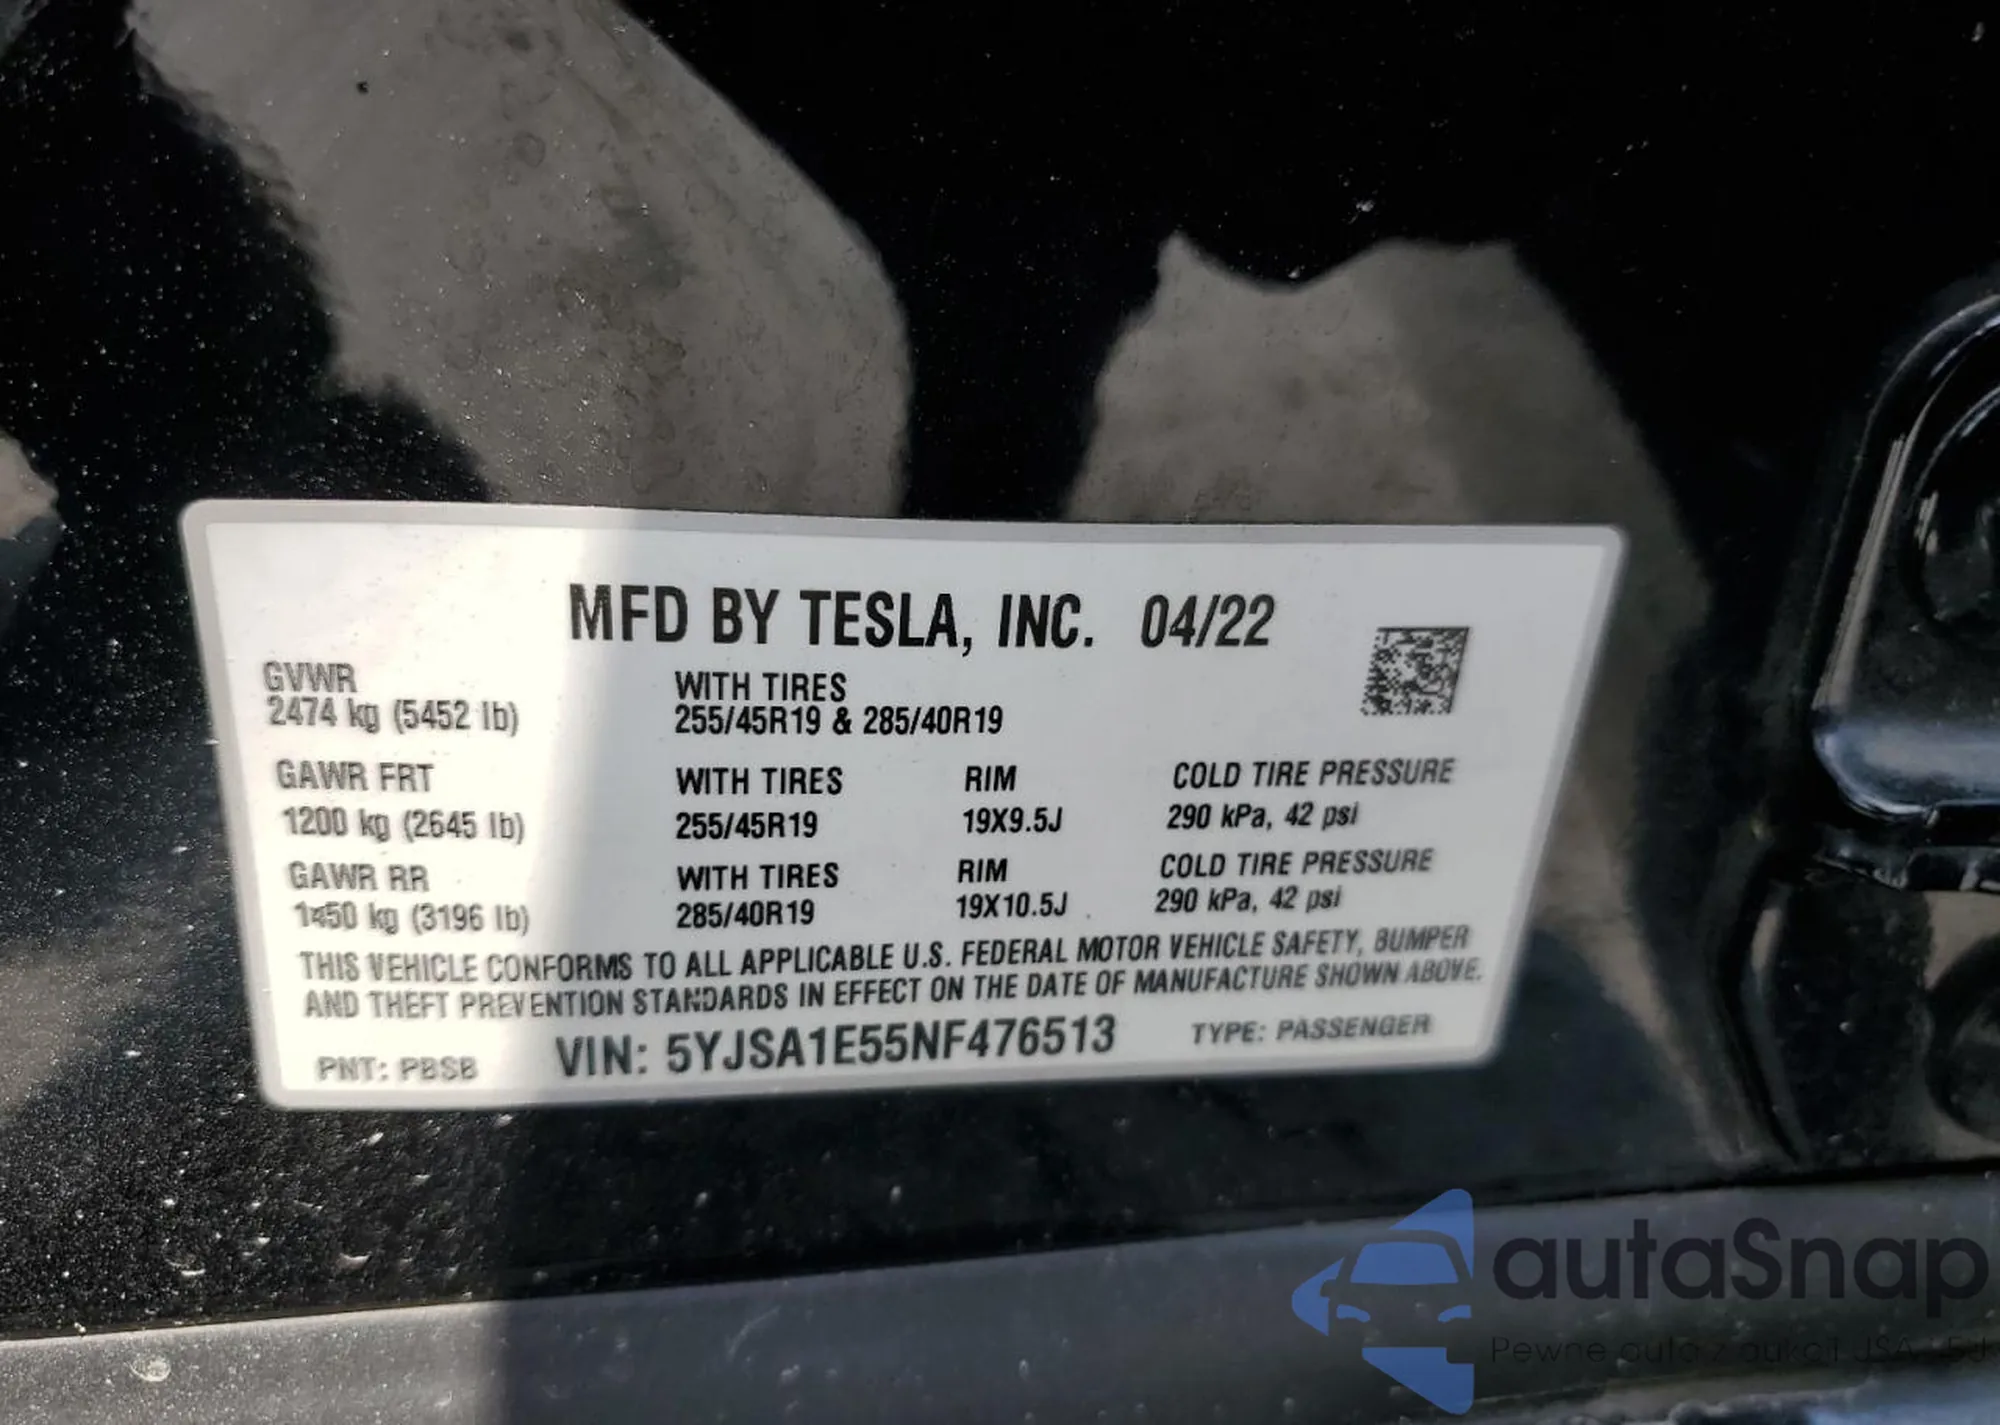 MFD BY TESLA, INC. 04/22
GVWR
2474 kg (5452 lb)
WITH TIRES
255/45R19 & 285/40R19
GAWR FRT
1200 kg (2645 lb)
WITH TIRES
255/45R19
RIM
19X9.5J
COLD TIRE PRESSURE
290 kPa, 42 psi
GAWR RR
1450 kg (3196 lb)
WITH TIRES
285/40R19
RIM
19X10.5J
COLD TIRE PRESSURE
290 kPa, 42 psi
THIS VEHICLE CONFORMS TO ALL APPLICABLE U.S. FEDERAL MOTOR VEHICLE SAFETY, BUMPER
AND THEFT PREVENTION STANDARDS IN EFFECT ON THE DATE OF MANUFACTURE SHOWN ABOVE.
PNT: PBSB VIN: 5YJSA1E55NF476513 TYPE: PASSENGER
autaSnap
Pewne auta z aukcji